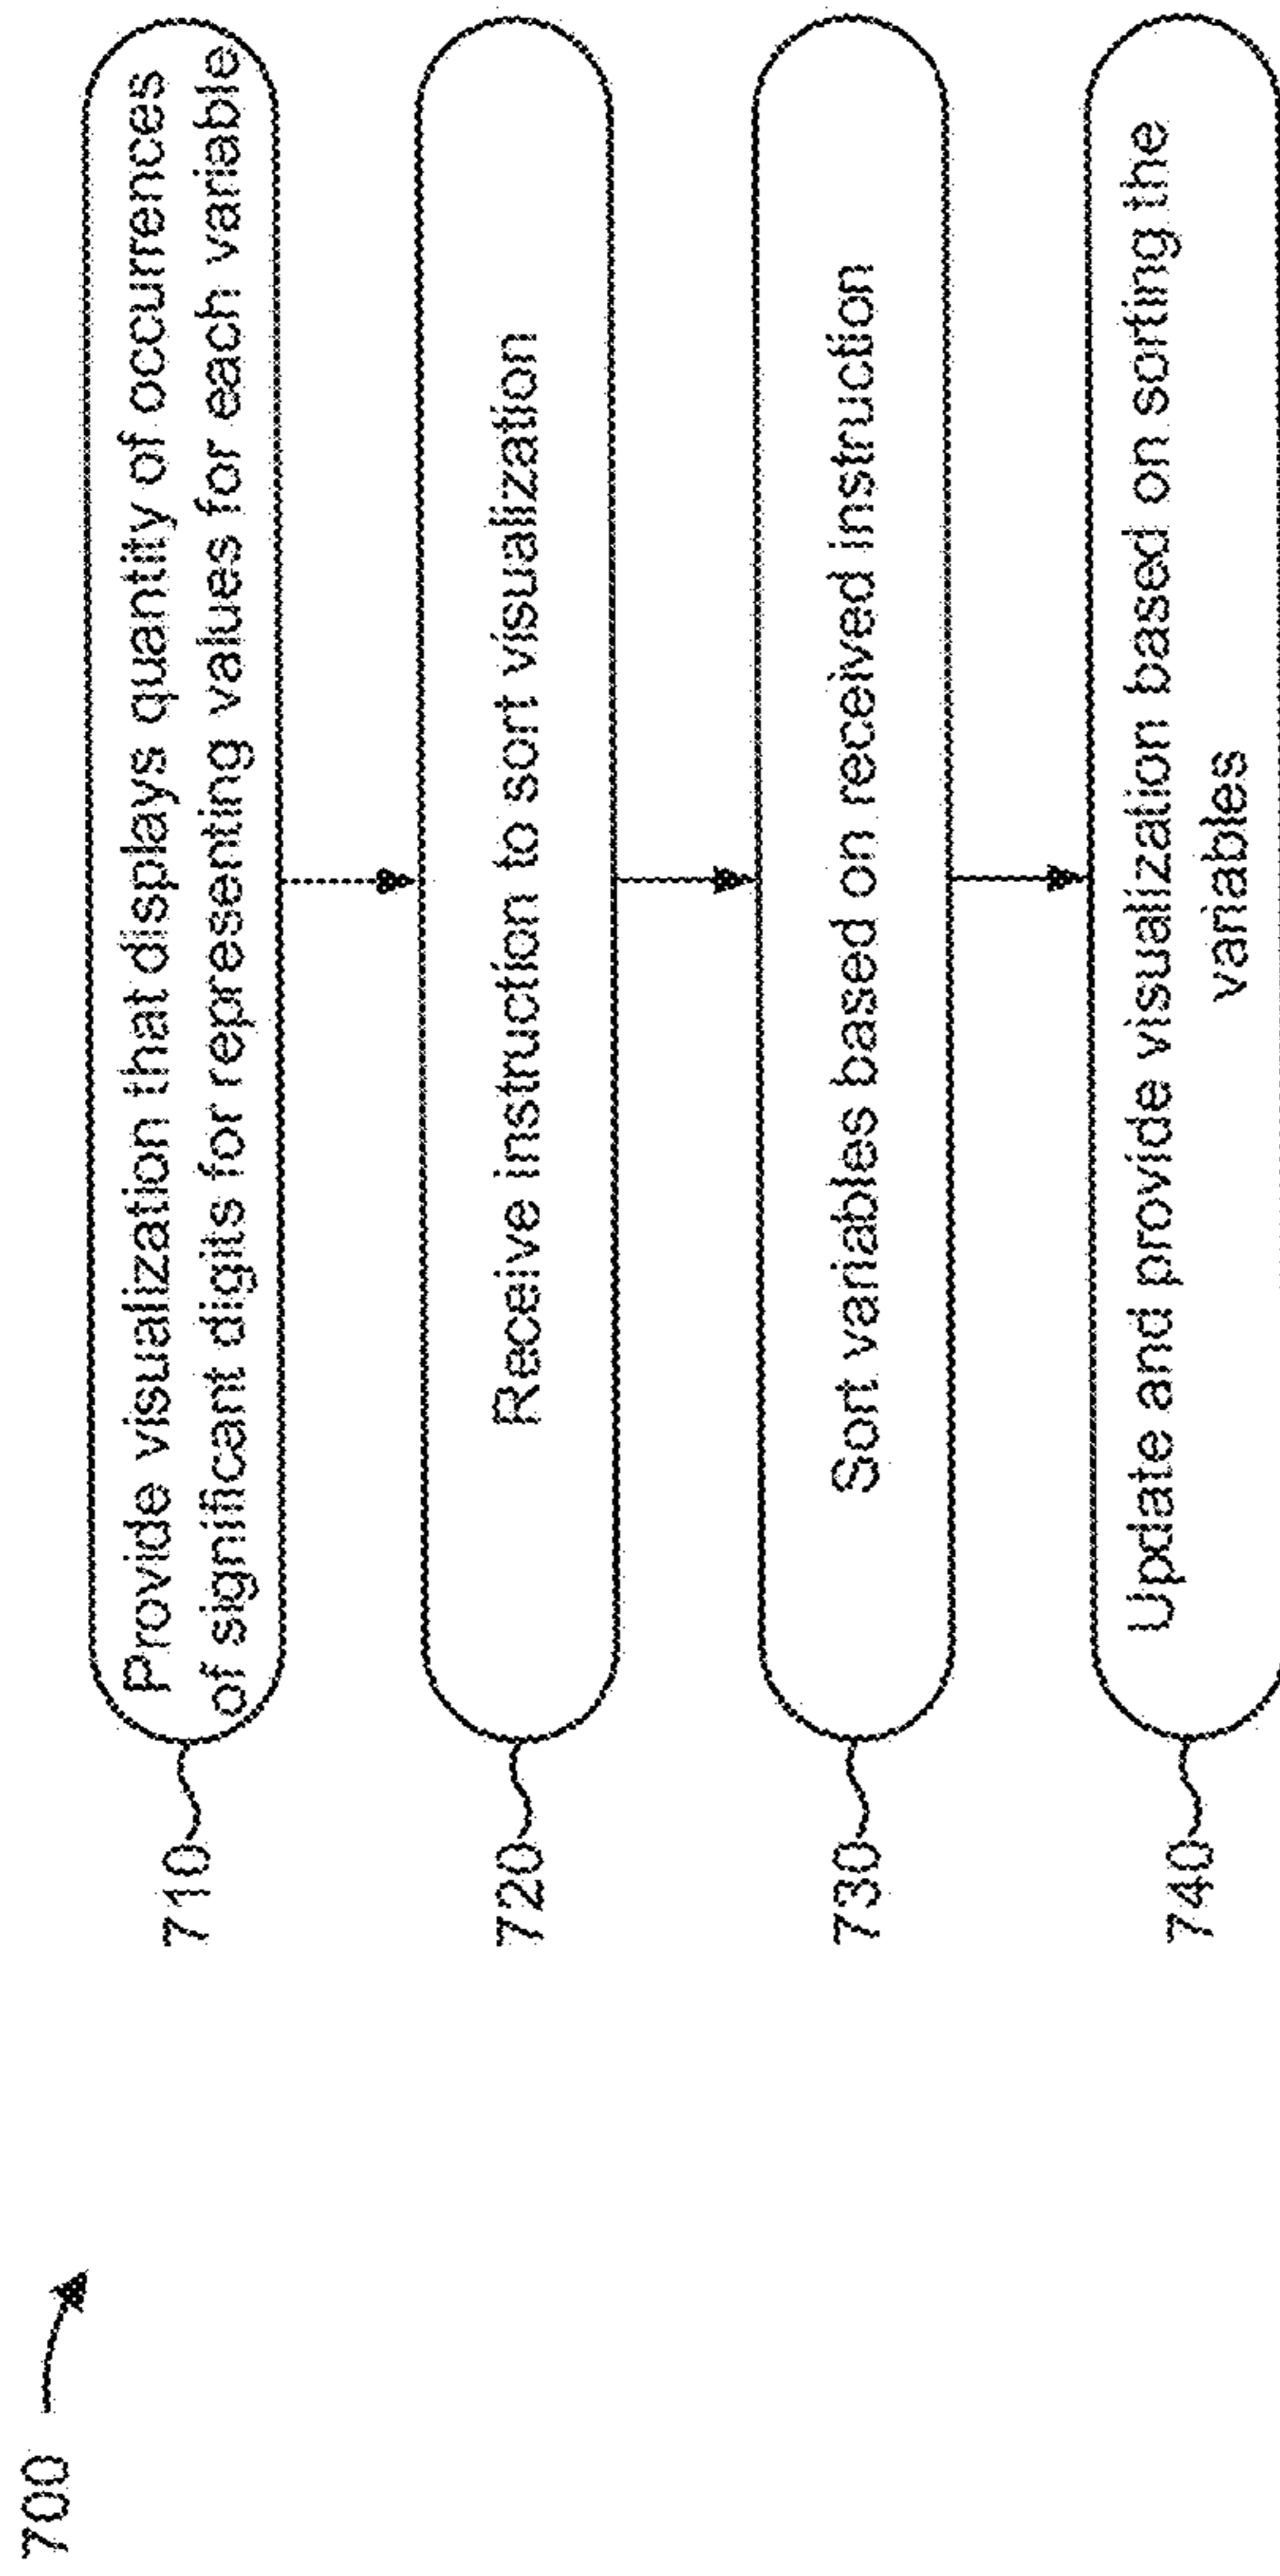 700
710
Provide visualization that displays quantity of occurrences
of significant digits for representing values for each variable
720
Receive instruction to sort visualization
730
Sort variables based on received instruction
740
Update and provide visualization based on sorting the
variables